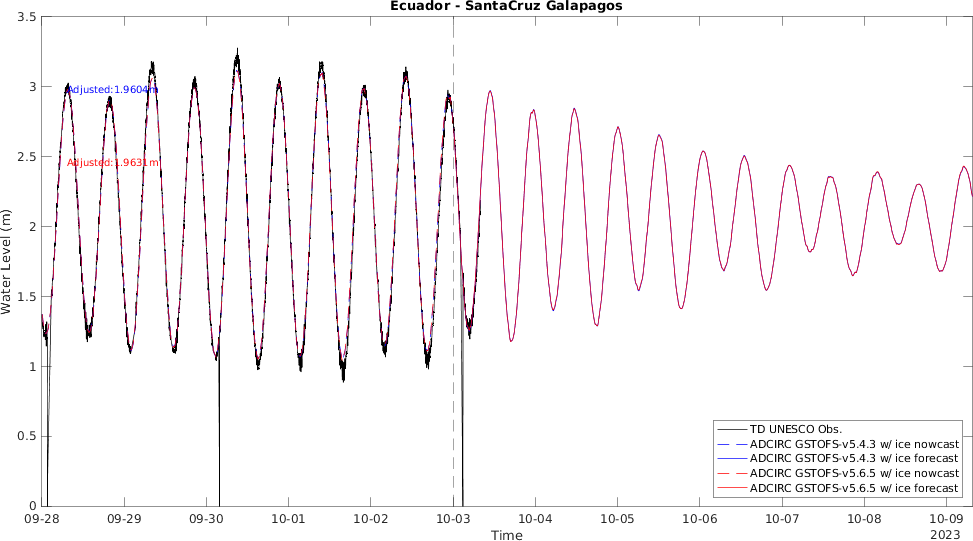 Ecuador - SantaCruz Galapagos
3.5
3
2.5
2
1.5
1
0.5
0
Water Level (m)
Adjusted:1.9604m
Adjusted:1.9631m
TD UNESCO Obs.
ADCIRC GSTOFS-v5.4.3 w/ ice nowcast
ADCIRC GSTOFS-v5.4.3 w/ ice forecast
ADCIRC GSTOFS-v5.6.5 w/ ice nowcast
ADCIRC GSTOFS-v5.6.5 w/ ice forecast
09-28 09-29 09-30 10-01 10-02 10-03 10-04 10-05 10-06 10-07 10-08 10-09
Time
2023